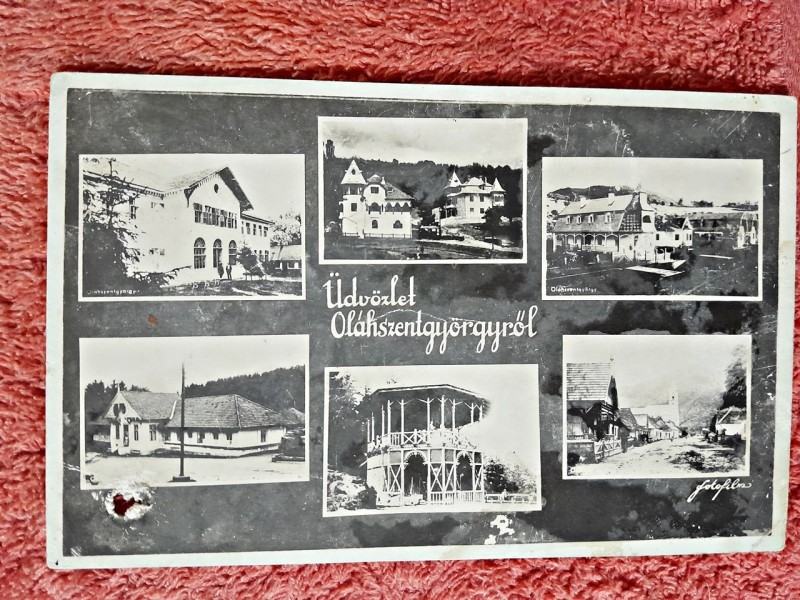 Oláhszentgyörgy
Oláhszentgyörgy
Üdvözlet
Oláhszentgyörgyről
fotofilm